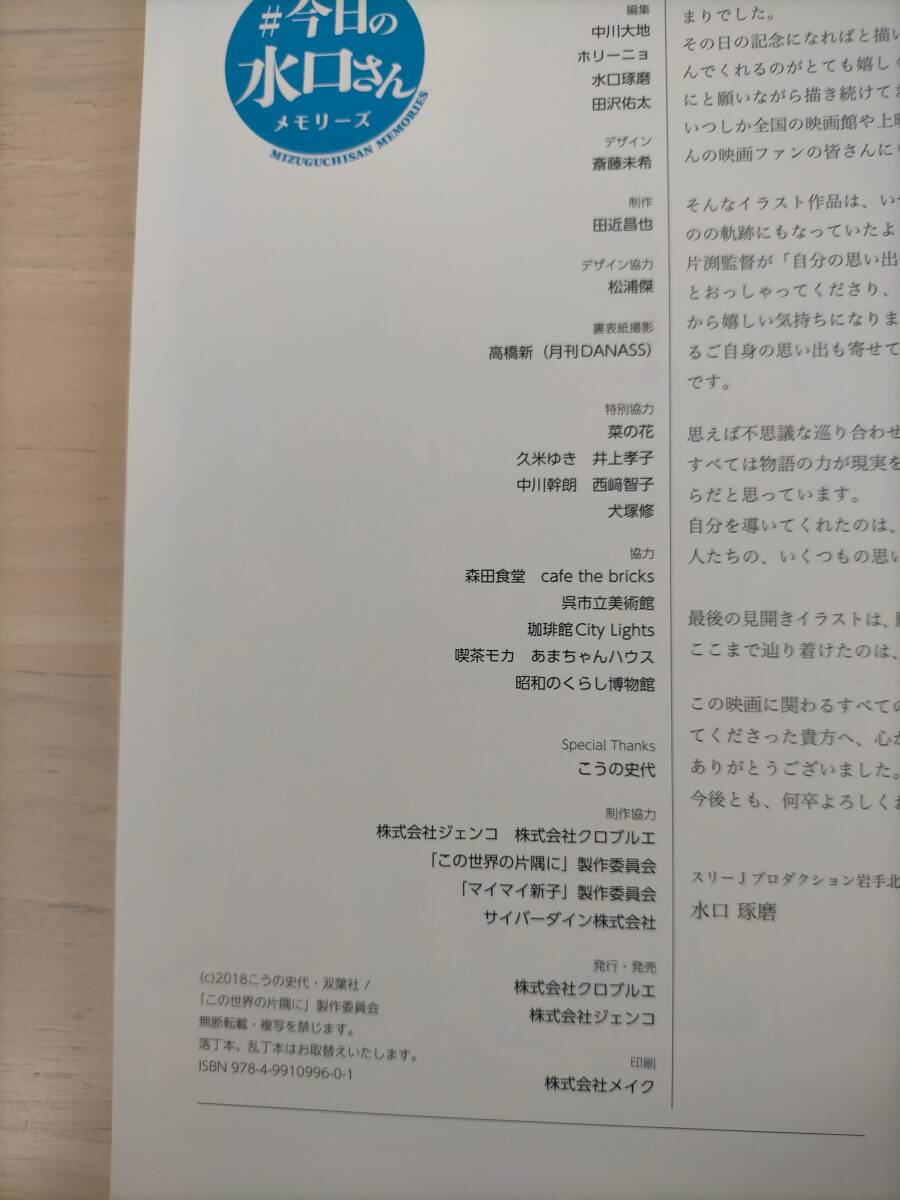 #今日の
水口さん
メモリーズ
MIZUGUCHISAN MEMORIES
編集
中川大地
ホリーニョ
水口琢磨
田沢佑太
デザイン
斎藤未希
制作
田近昌也
デザイン協力
松浦傑
裏表紙撮影
高橋新（月刊DANASS）
特別協力
菜の花
久米ゆき　井上孝子
中川幹朗　西﨑智子
犬塚修
協力
森田食堂　cafe the bricks
呉市立美術館
珈琲館City Lights
喫茶モカ　あまちゃんハウス
昭和のくらし博物館
Special Thanks
こうの史代
制作協力
株式会社ジェンコ　株式会社クロブルエ
「この世界の片隅に」製作委員会
「マイマイ新子」製作委員会
サイバーダイン株式会社
発行・発売
株式会社クロブルエ
株式会社ジェンコ
印刷
株式会社メイク
(c)2018こうの史代・双葉社 /
「この世界の片隅に」製作委員会
無断転載・複写を禁じます。
落丁本、乱丁本はお取替えいたします。
ISBN 978-4-9910996-0-1
まりでした。
その日の記念になればと描い
んでくれるのがとても嬉しく
にと願いながら描き続けてき
いつしか全国の映画館や上映
んの映画ファンの皆さんに
そんなイラスト作品は、い
のの軌跡にもなっていたよ
片渕監督が「自分の思い出
とおっしゃってくださり、
から嬉しい気持ちになりま
るご自身の思い出も寄せて
です。
思えば不思議な巡り合わせ
すべては物語の力が現実を
らだと思っています。
自分を導いてくれたのは、
人たちの、いくつもの思い
最後の見開きイラストは、
ここまで辿り着けたのは、
この映画に関わるすべての
てくださった貴方へ、心か
ありがとうございました。
今後とも、何卒よろしくお
スリーJプロダクション岩手北
水口 琢磨